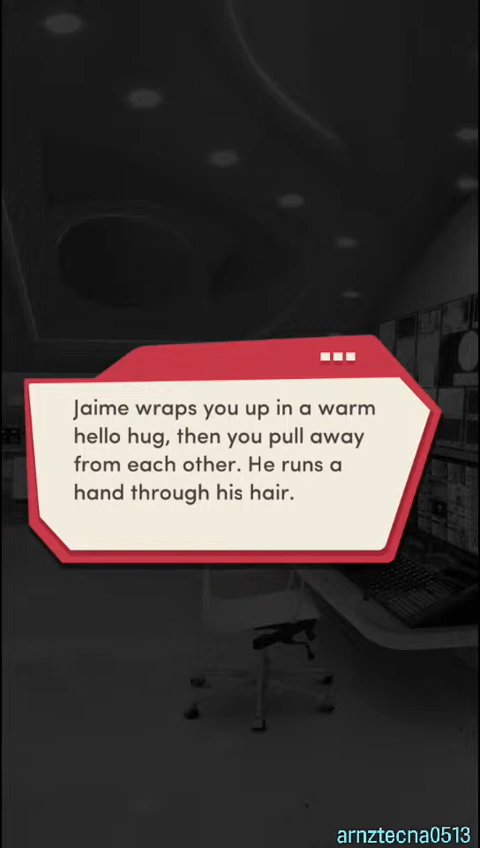 Jaime wraps you up in a warm
hello hug, then you pull away
from each other. He runs a
hand through his hair.
arnztecna0513